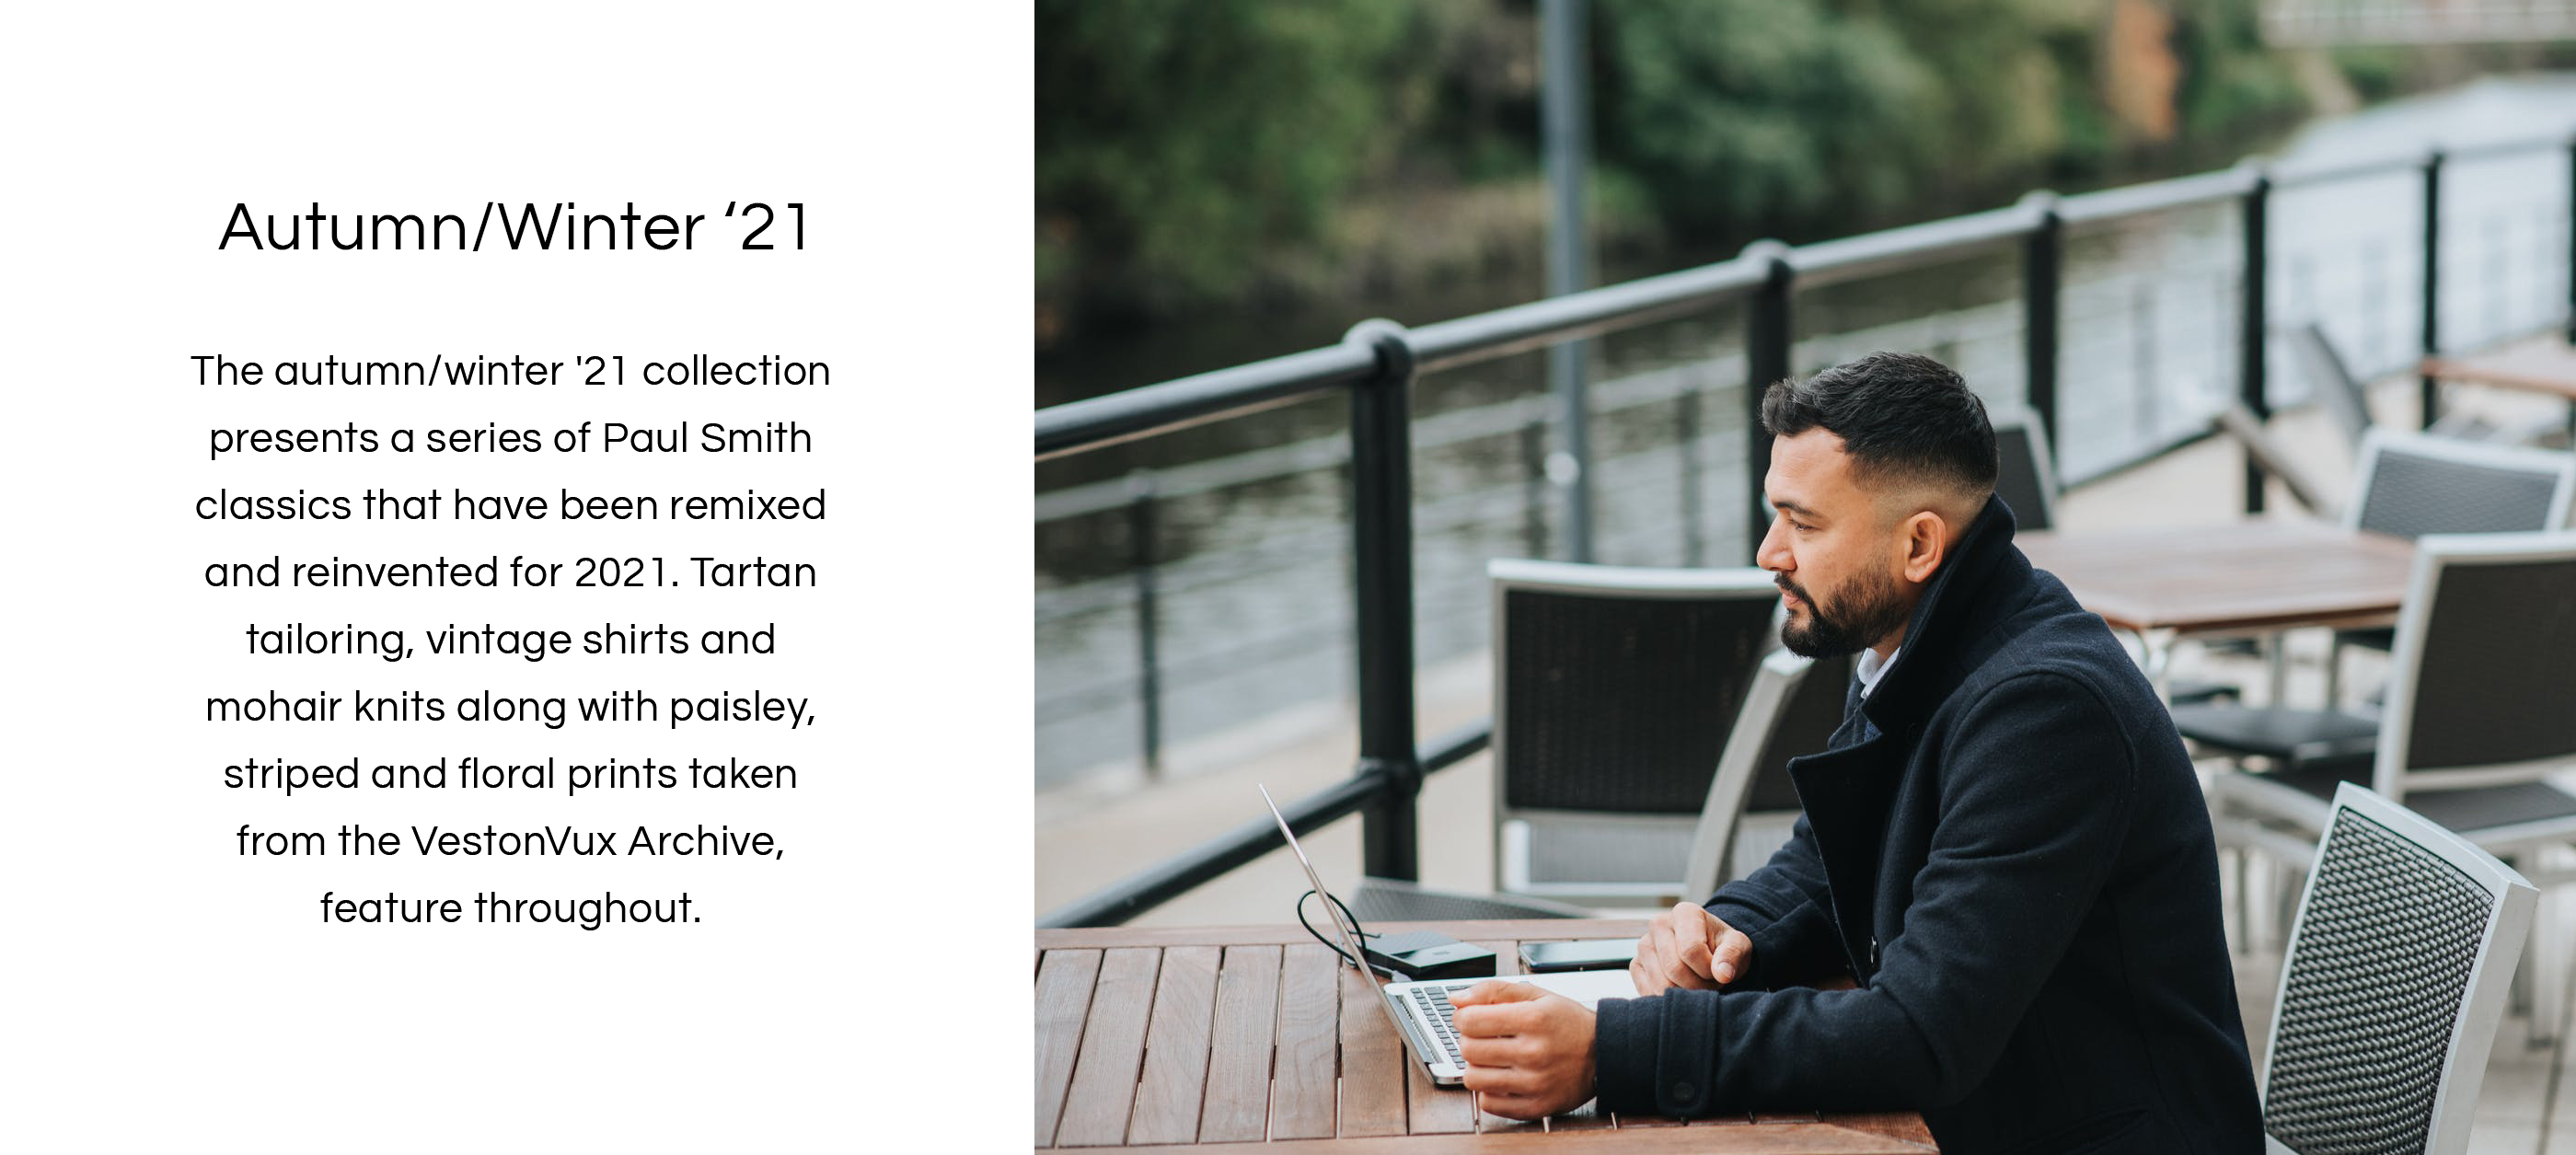 Autumn/Winter ‘21
The autumn/winter '21 collection
presents a series of Paul Smith
classics that have been remixed
and reinvented for 2021. Tartan
tailoring, vintage shirts and
mohair knits along with paisley,
striped and floral prints taken
from the VestonVux Archive,
feature throughout.